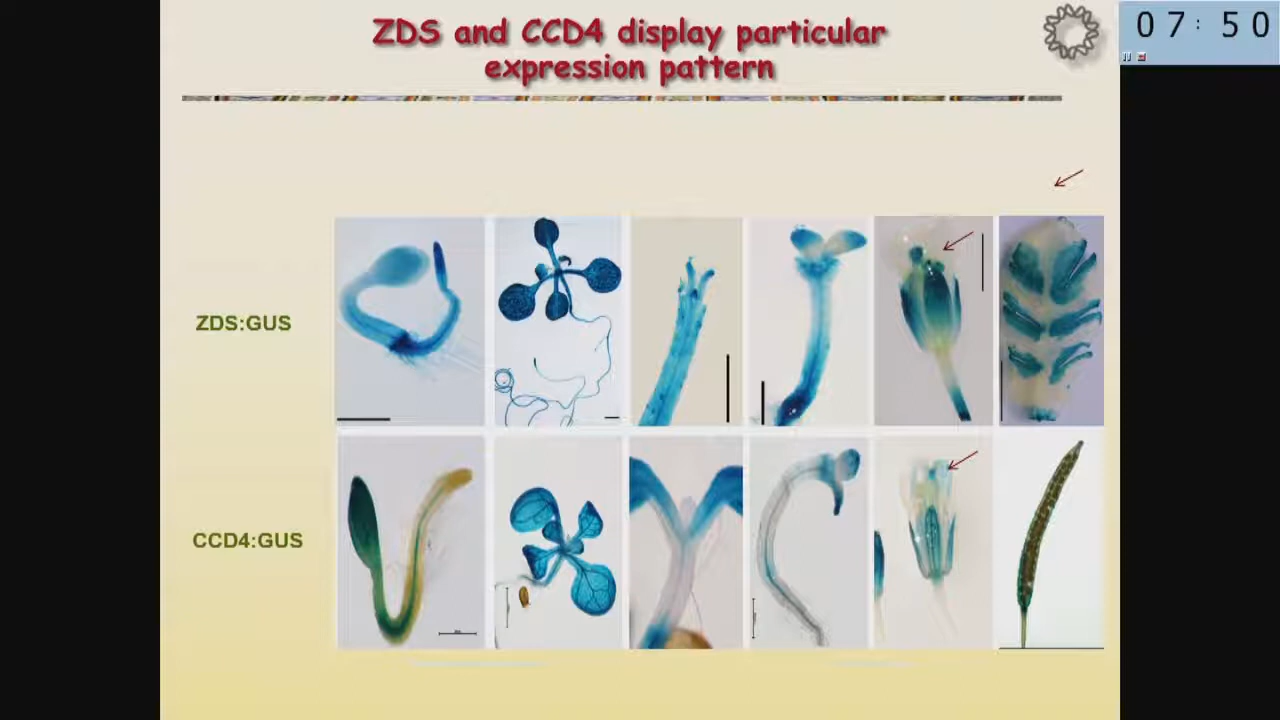 ZDS and CCD4 display particular
expression pattern
07:50
ZDS:GUS
CCD4:GUS